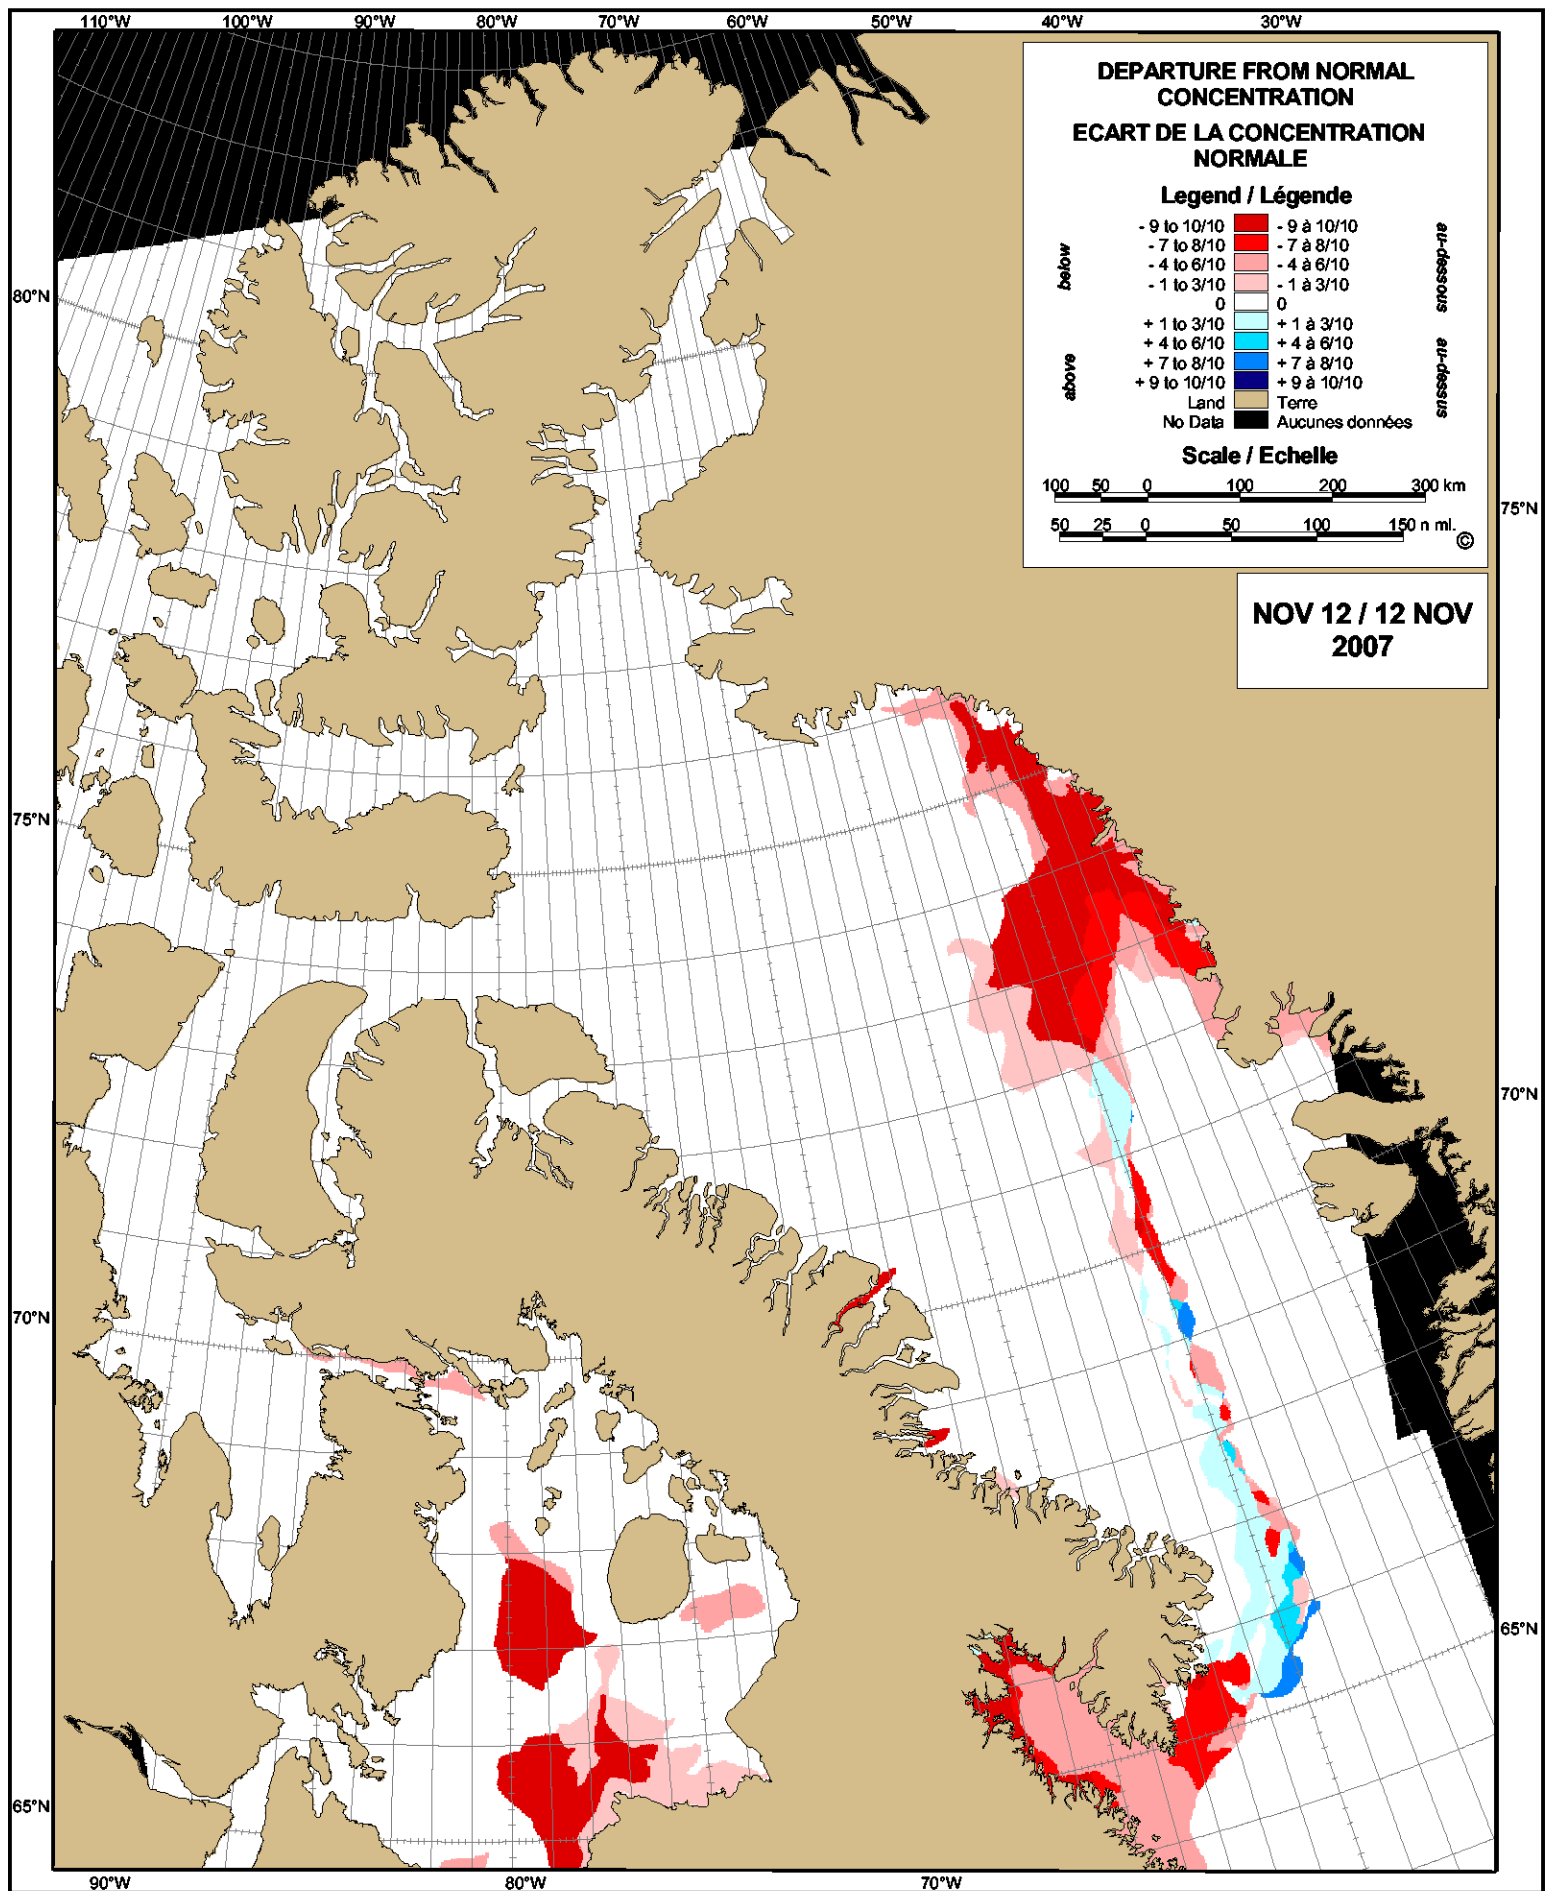 110°W 100°W 90°W 80°W 70°W 60°W 50°W 40°W 30°W
DEPARTURE FROM NORMAL
CONCENTRATION
ECART DE LA CONCENTRATION
NORMALE
Legend / Légende
below
above
- 9 to 10/10 - 9 à 10/10
- 7 to 8/10 - 7 à 8/10
- 4 to 6/10 - 4 à 6/10
- 1 to 3/10 - 1 à 3/10
0 0
+ 1 to 3/10 + 1 à 3/10
+ 4 to 6/10 + 4 à 6/10
+ 7 to 8/10 + 7 à 8/10
+ 9 to 10/10 + 9 à 10/10
Land Terre
No Data Aucunes données
au-dessous
au-dessus
Scale / Echelle
100 50 0 100 200 300 km
50 25 0 50 100 150 n mi.
©
NOV 12 / 12 NOV
2007
80°N
75°N
70°N
65°N
75°N
70°N
65°N
90°W 80°W 70°W